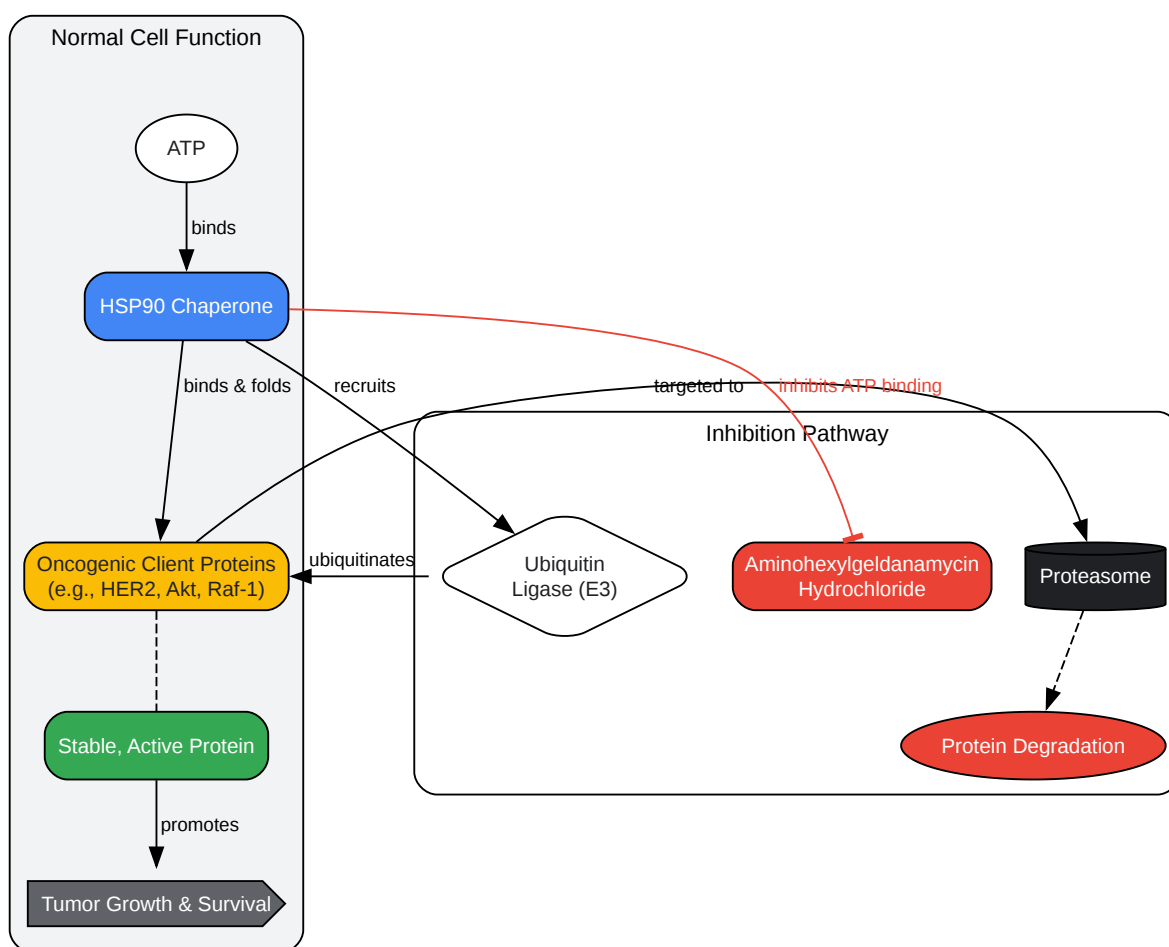 Normal Cell Function
ATP
binds
HSP90 Chaperone
binds & folds
recruits
targeted to
inhibits ATP binding
Inhibition Pathway
Oncogenic Client Proteins
(e.g., HER2, Akt, Raf-1)
ubiquitinates
Ubiquitin
Ligase (E3)
Aminohexylgeldanamycin
Hydrochloride
Proteasome
Stable, Active Protein
Protein Degradation
promotes
Tumor Growth & Survival